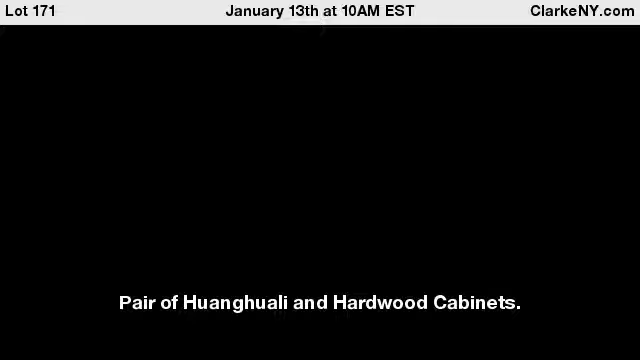 Lot 171 January 13th at 10AM EST ClarkeNY.com
Pair of Huanghuali and Hardwood Cabinets.